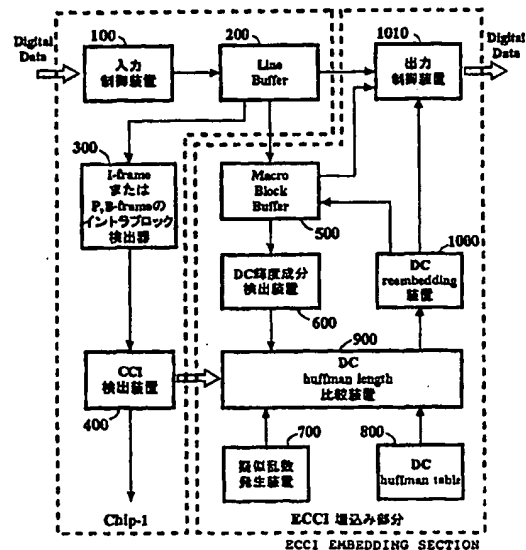 Digital
Data
100
入力
制御装置
200
Line
Buffer
1010
出力
制御装置
Digital
Data
300
I-frame
または
P,B-frameの
イントラブロック
検出器
Macro
Block
Buffer
500
DC輝度成分
検出装置
600
1000
DC
reembedding
装置
CCI
検出装置
400
900
DC
huffman length
比較装置
700
疑似乱数
発生装置
800
DC
huffman table
Chip-1
ECCI 埋込み部分
ECCI EMBEDDING SECTION